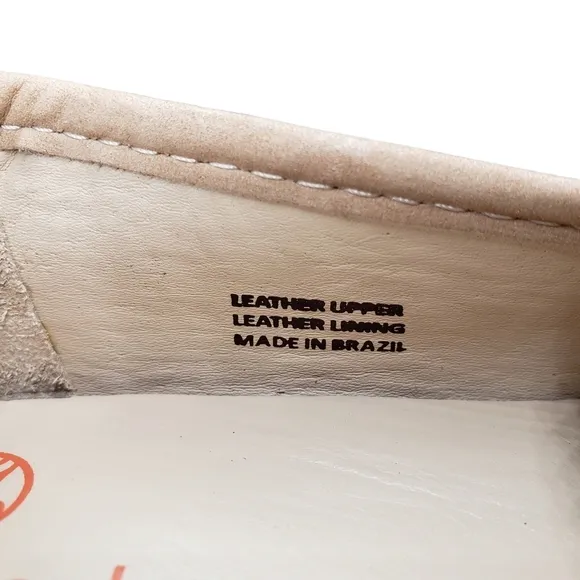 LEATHER UPPER
LEATHER LINING
MADE IN BRAZIL